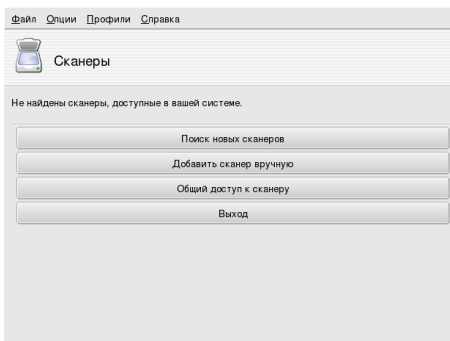 Файл Опции Профили Справка
Сканеры
Не найдены сканеры, доступные в вашей системе.
Поиск новых сканеров
Добавить сканер вручную
Общий доступ к сканеру
Выход